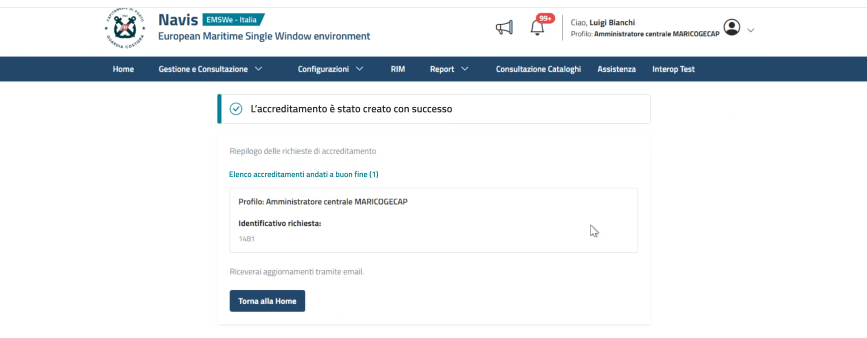 Navis EMSWe - Italia
European Maritime Single Window environment
99+
Ciao, Luigi Bianchi
Profilo: Amministratore centrale MARICOGECAP
Home Gestione e Consultazione Configurazioni RIM Report Consultazione Cataloghi Assistenza Interop Test
L'accreditamento è stato creato con successo
Riepilogo delle richieste di accreditamento
Elenco accreditamenti andati a buon fine (1)
Profilo: Amministratore centrale MARICOGECAP
Identificativo richiesta:
1481
Riceverai aggiornamenti tramite email.
Torna alla Home